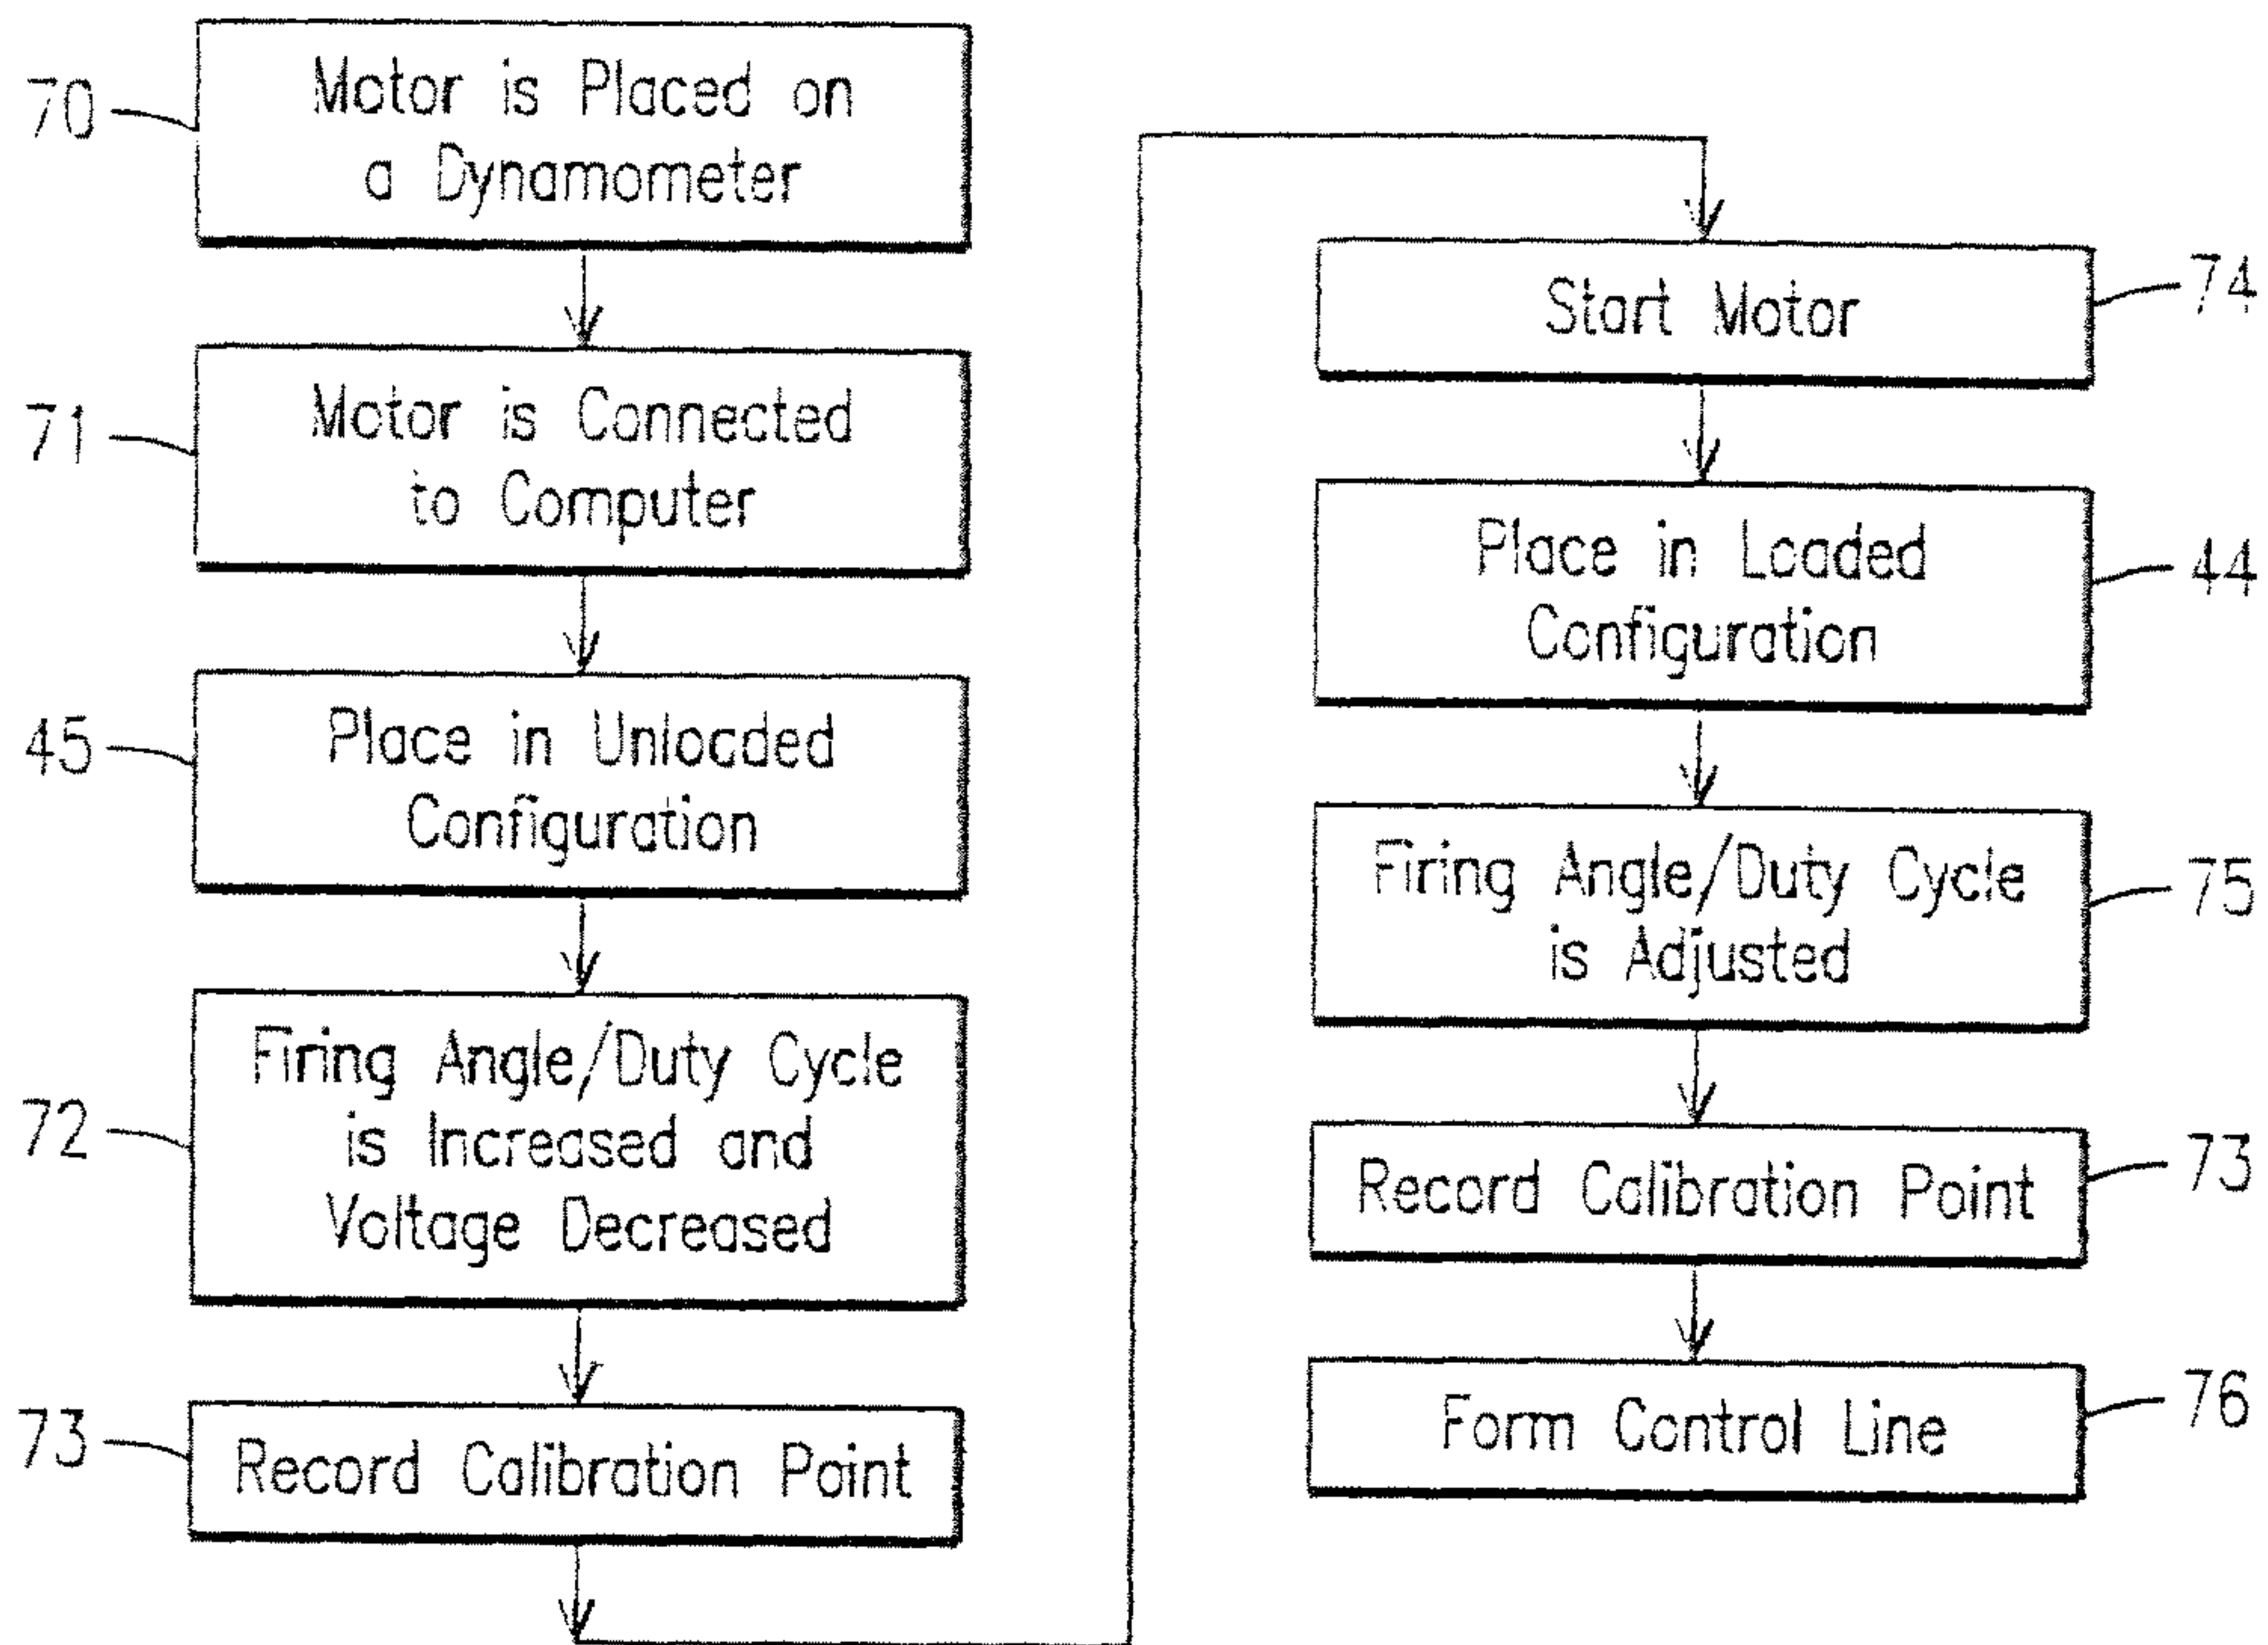 70
Motor is Placed on
a Dynamometer
71
Motor is Connected
to Computer
45
Place in Unloaded
Configuration
72
Firing Angle/Duty Cycle
is Increased and
Voltage Decreased
73
Record Calibration Point
Start Motor
74
Place in Loaded
Configuration
44
Firing Angle/Duty Cycle
is Adjusted
75
Record Calibration Point
73
Form Control Line
76